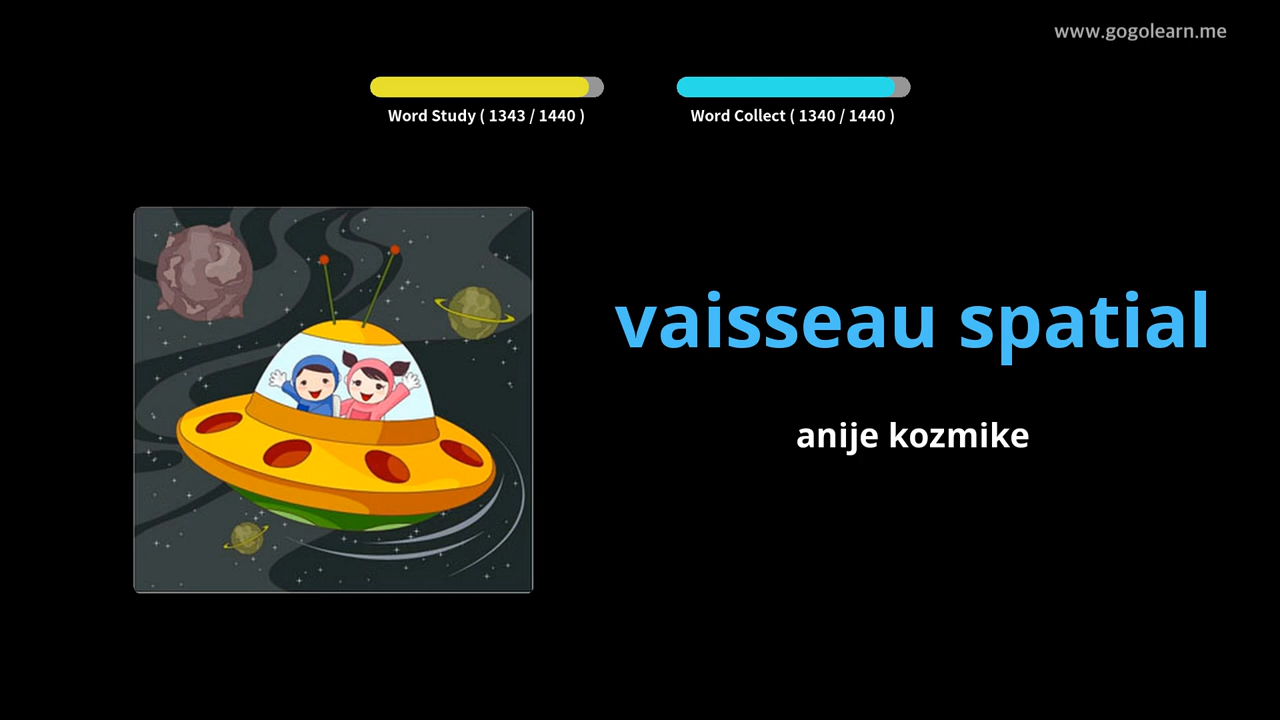 www.gogolearn.me
Word Study ( 1343 / 1440 )
Word Collect ( 1340 / 1440 )
vaisseau spatial
anije kozmike